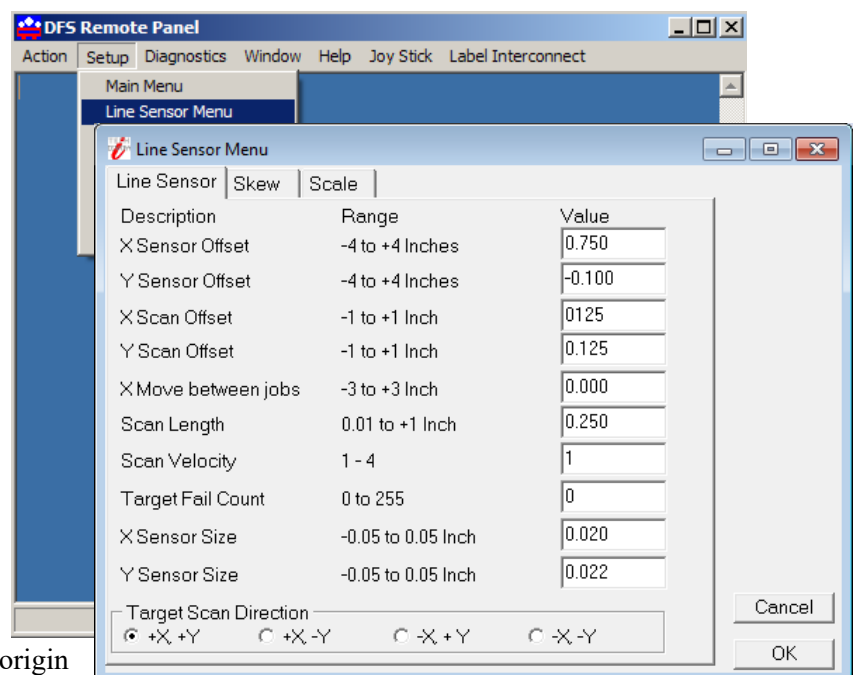 DFS Remote Panel
Action Setup Diagnostics Window Help Joy Stick Label Interconnect
Main Menu
Line Sensor Menu
Line Sensor Menu
Line Sensor Skew Scale
Description Range Value
X Sensor Offset -4 to +4 Inches 0.750
Y Sensor Offset -4 to +4 Inches -0.100
X Scan Offset -1 to +1 Inch 0125
Y Scan Offset -1 to +1 Inch 0.125
X Move between jobs -3 to +3 Inch 0.000
Scan Length 0.01 to +1 Inch 0.250
Scan Velocity 1 - 4 1
Target Fail Count 0 to 255 0
X Sensor Size -0.05 to 0.05 Inch 0.020
Y Sensor Size -0.05 to 0.05 Inch 0.022
Target Scan Direction
+X, +Y +X, -Y -X, + Y -X, -Y
Cancel
OK
origin